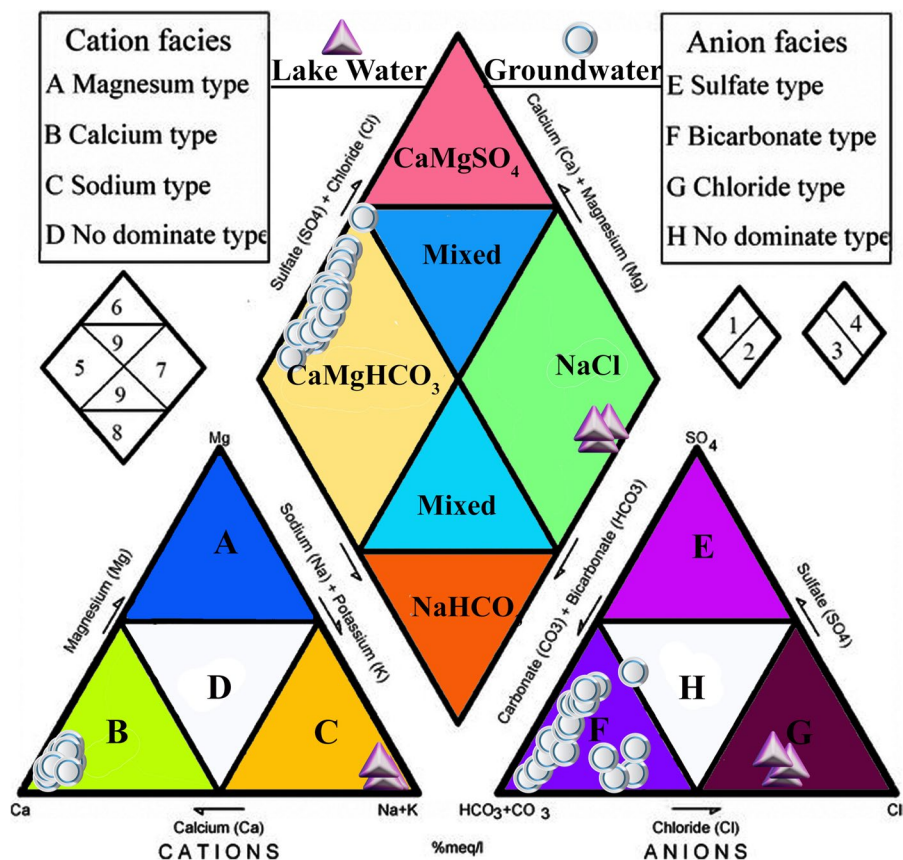 Cation facies
A Magnesum type
B Calcium type
C Sodium type
D No dominate type
Lake Water
Groundwater
Anion facies
E Sulfate type
F Bicarbonate type
G Chloride type
H No dominate type
Sulfate (SO4) + Chloride (Cl)
Calcium (Ca) + Magnesium (Mg)
CaMgSO4
Mixed
CaMgHCO3
NaCl
Mixed
NaHCO
6
9
5
7
9
8
1
2
4
3
Mg
SO4
Magnesium (Mg)
Sodium (Na) + Potassium (K)
Carbonate (CO3) + Bicarbonate (HCO3)
Sulfate (SO4)
A
B
D
C
E
F
H
G
Ca
Na+K
HCO3+CO 3
Cl
Calcium (Ca)
Chloride (Cl)
CATIONS
%meq/l
ANIONS